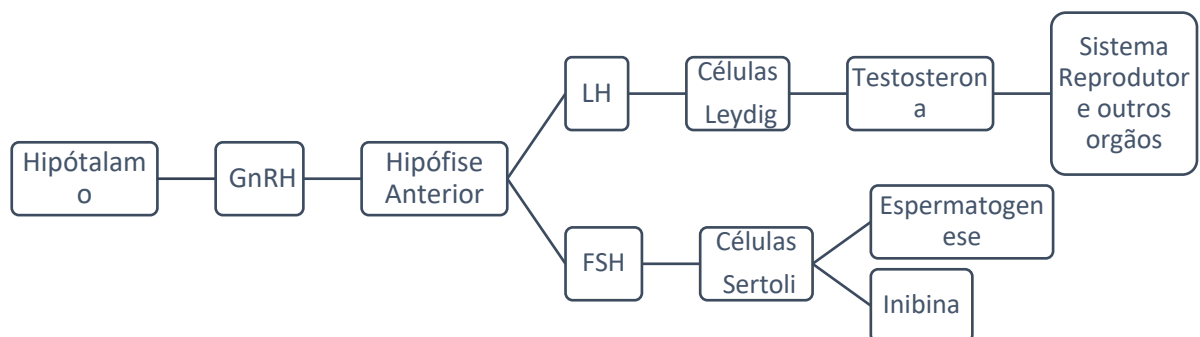 Hipótalam
o
GnRH
Hipófise
Anterior
LH
Células
Leydig
Testosteron
a
Sistema
Reprodutor
e outros
orgãos
FSH
Células
Sertoli
Espermatogen
ese
Inibina